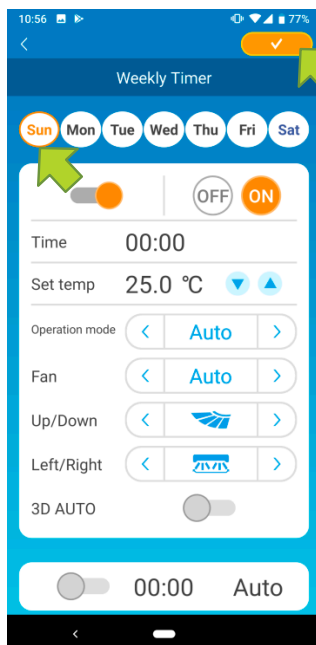 10:56 77%
Weekly Timer
Sun Mon Tue Wed Thu Fri Sat
OFF ON
Time 00:00
Set temp 25.0 °C
Operation mode Auto
Fan Auto
Up/Down
Left/Right
3D AUTO
00:00 Auto